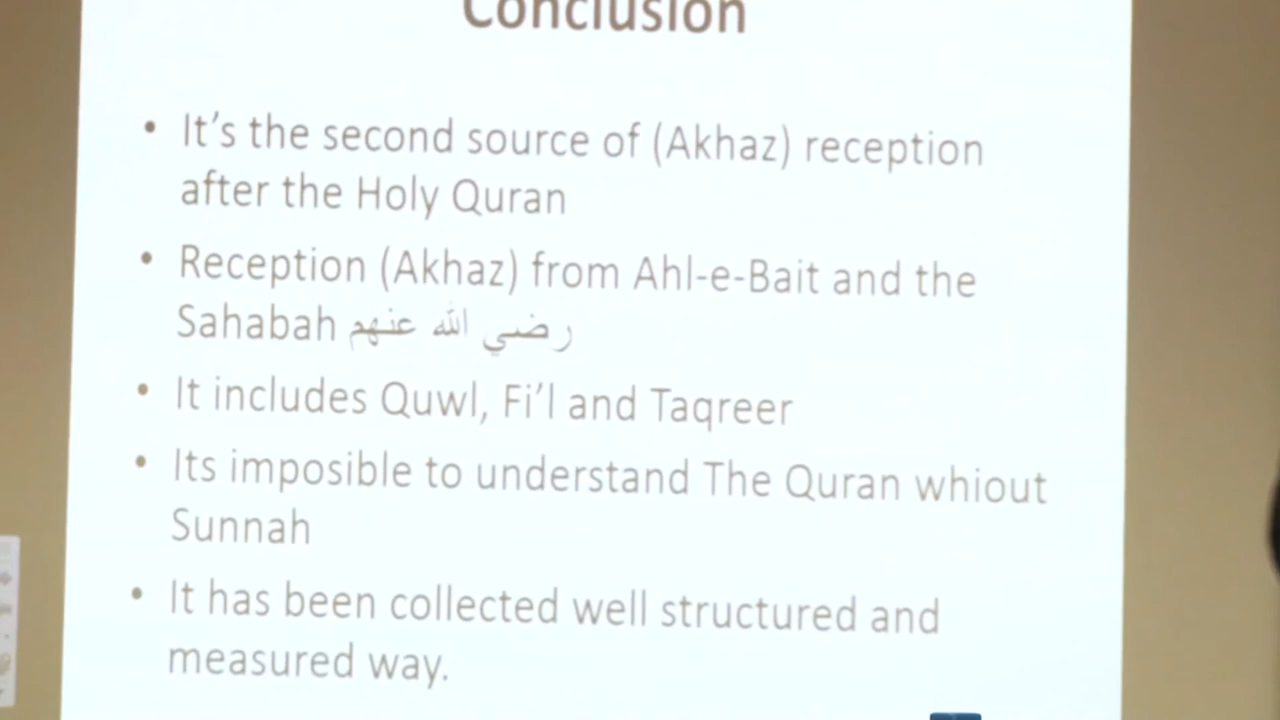 Conclusion
• It's the second source of (Akhaz) reception
after the Holy Quran
• Reception (Akhaz) from Ahl-e-Bait and the
Sahabah رضي الله عنهم
• It includes Quwl, Fi'l and Taqreer
• Its imposible to understand The Quran whiout
Sunnah
• It has been collected well structured and
measured way.